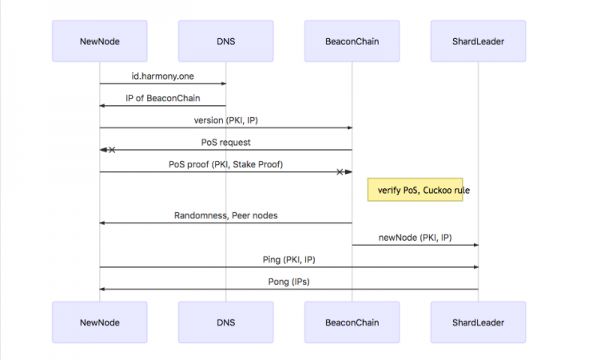 NewNode DNS BeaconChain ShardLeader
id.harmony.one
IP of BeaconChain
version (PKI, IP)
PoS request
PoS proof (PKI, Stake Proof)
verify PoS, Cuckoo rule
Randomness, Peer nodes
newNode (PKI, IP)
Ping (PKI, IP)
Pong (IPs)
NewNode DNS BeaconChain ShardLeader